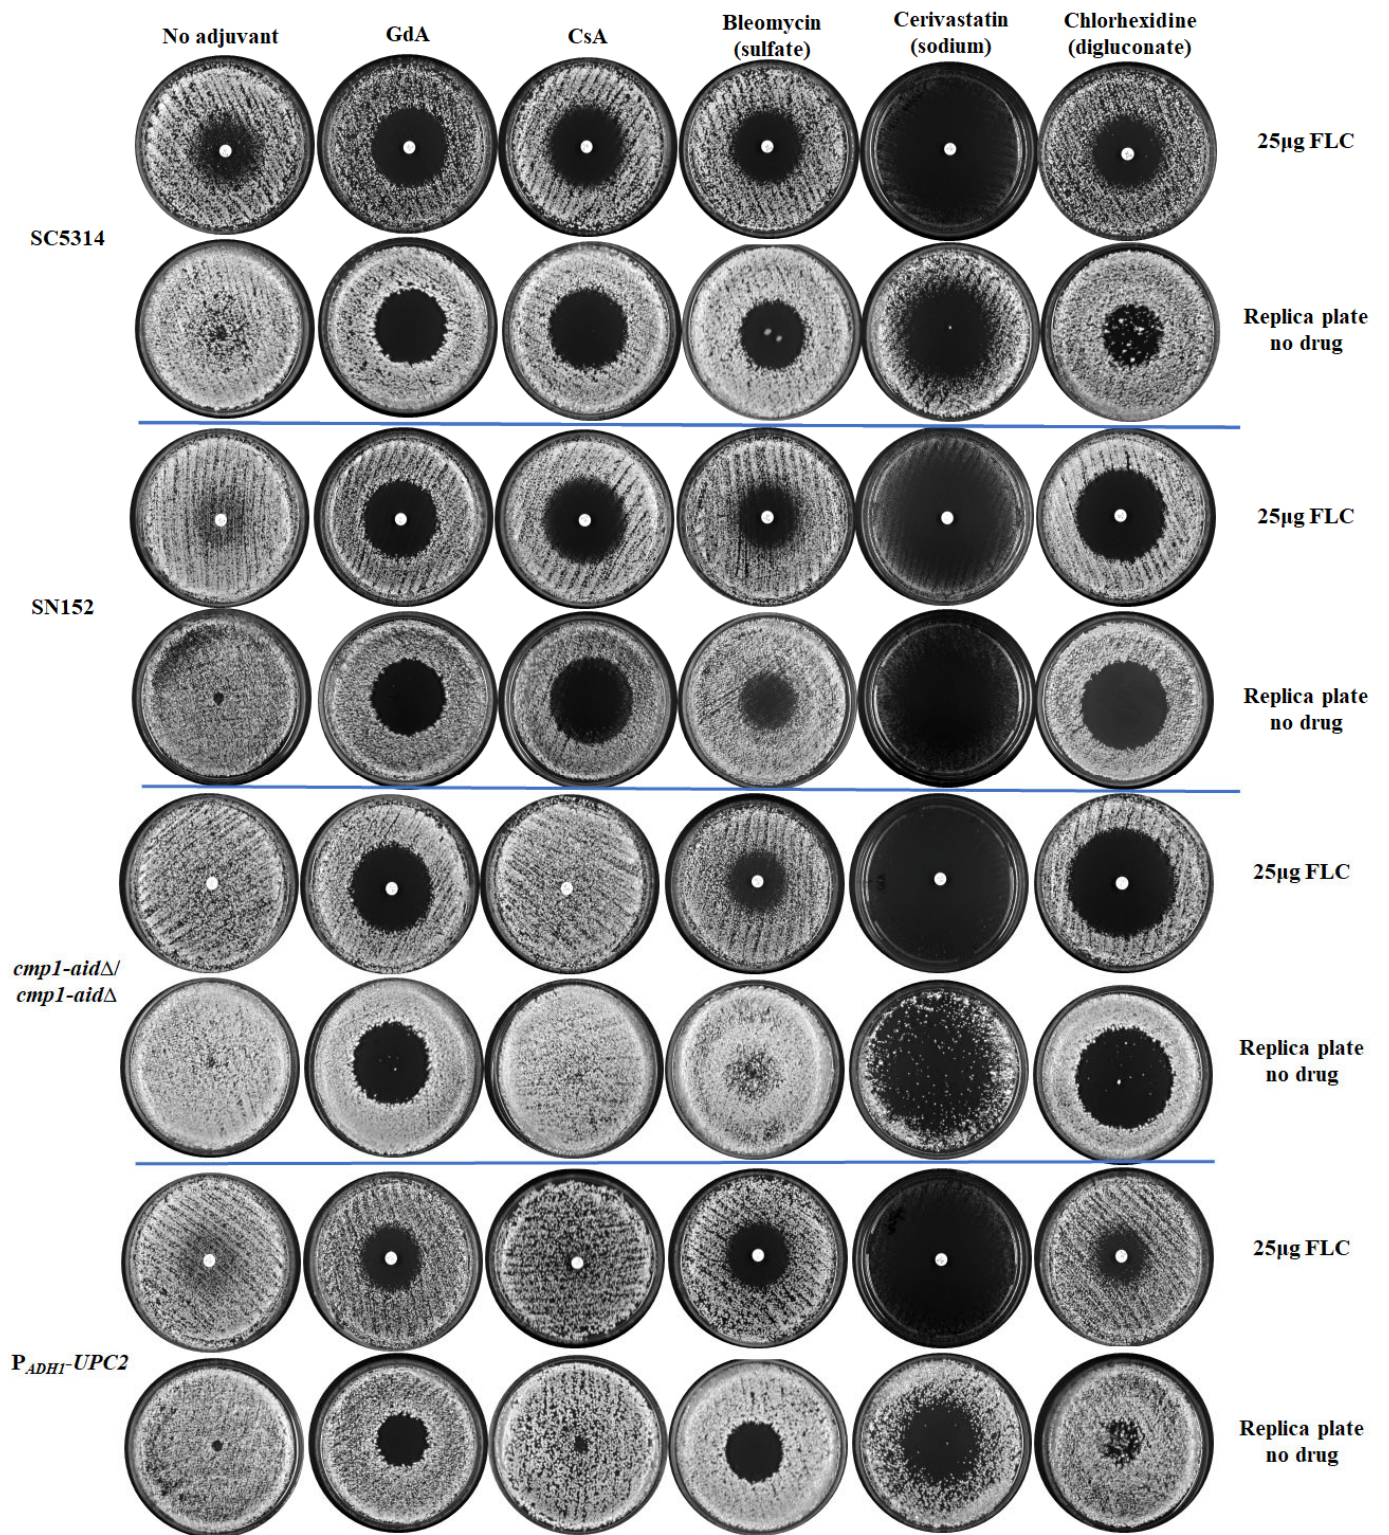 No adjuvant
GdA
CsA
Bleomycin
(sulfate)
Cerivastatin
(sodium)
Chlorhexidine
(digluconate)
SC5314
25µg FLC
Replica plate
no drug
SN152
25µg FLC
Replica plate
no drug
cmp1-aidΔ/
cmp1-aidΔ
25µg FLC
Replica plate
no drug
PADH1-UPC2
25µg FLC
Replica plate
no drug